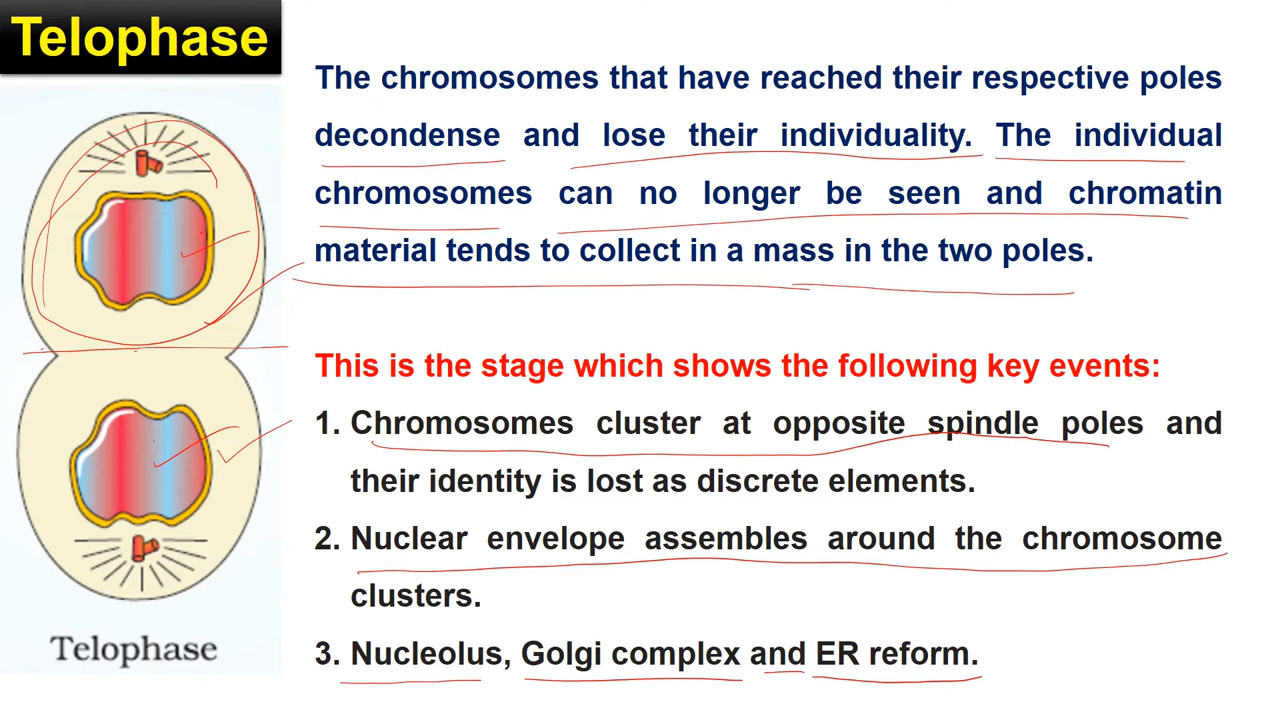 Telophase
The chromosomes that have reached their respective poles
decondense and lose their individuality. The individual
chromosomes can no longer be seen and chromatin
material tends to collect in a mass in the two poles.
This is the stage which shows the following key events:
1. Chromosomes cluster at opposite spindle poles and
their identity is lost as discrete elements.
2. Nuclear envelope assembles around the chromosome
clusters.
3. Nucleolus, Golgi complex and ER reform.
Telophase